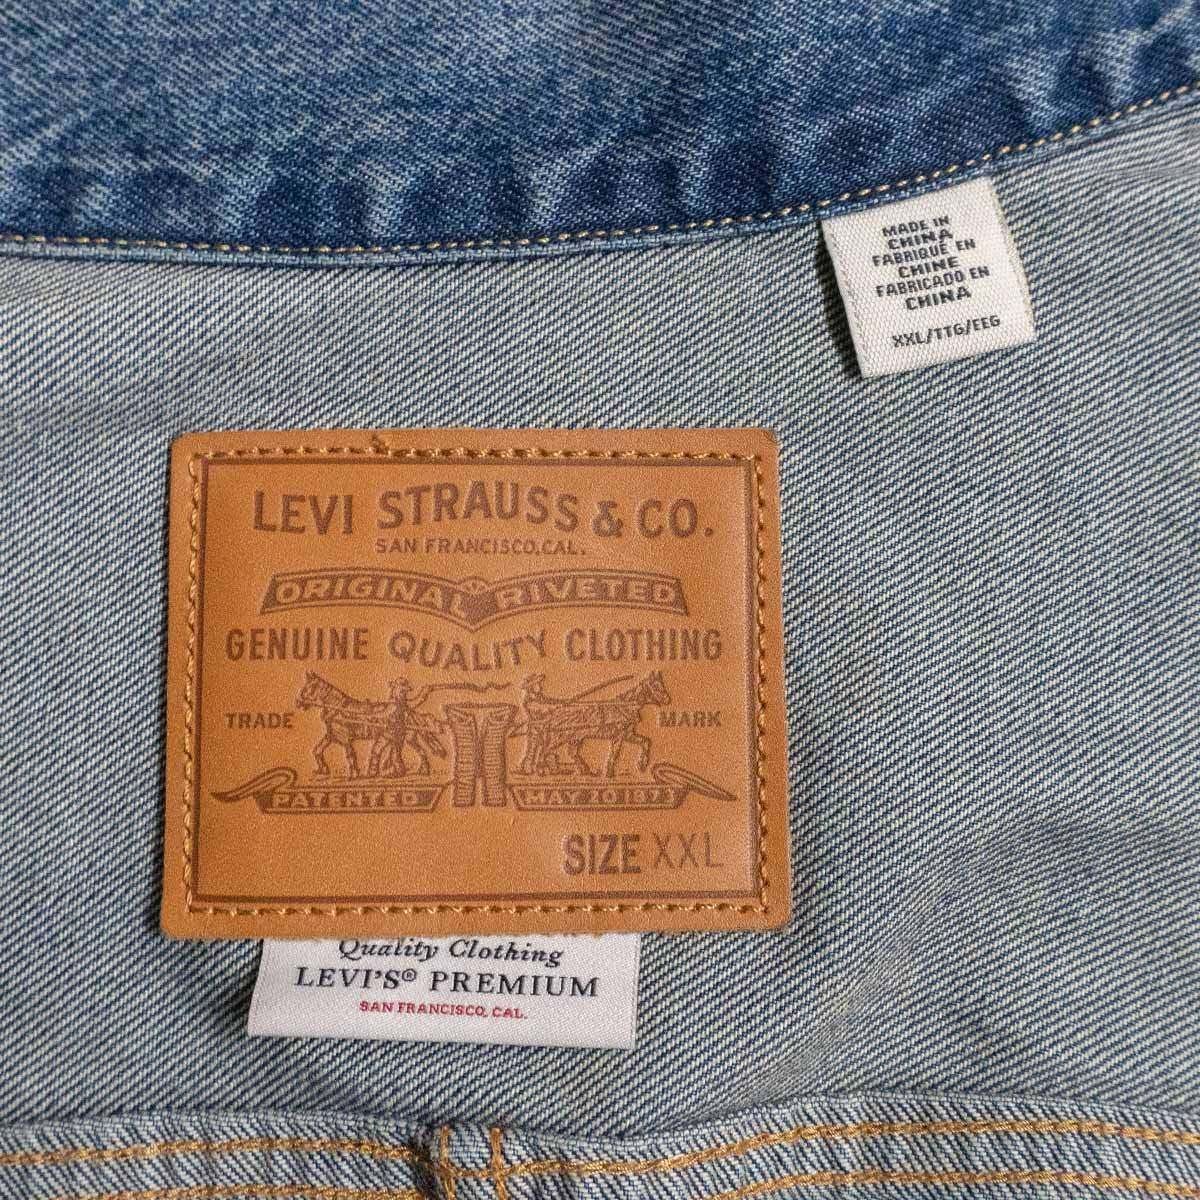 MADE IN
CHINA
FABRIQUÉ EN
CHINE
FABRICADO EN
CHINA
XXL/TTG/EEG
LEVI STRAUSS & CO.
SAN FRANCISCO, CAL.
ORIGINAL RIVETED
GENUINE QUALITY CLOTHING
TRADE MARK
PATENTED MAY 20 1873
SIZE XXL
Quality Clothing
LEVI'S® PREMIUM
SAN FRANCISCO, CAL.